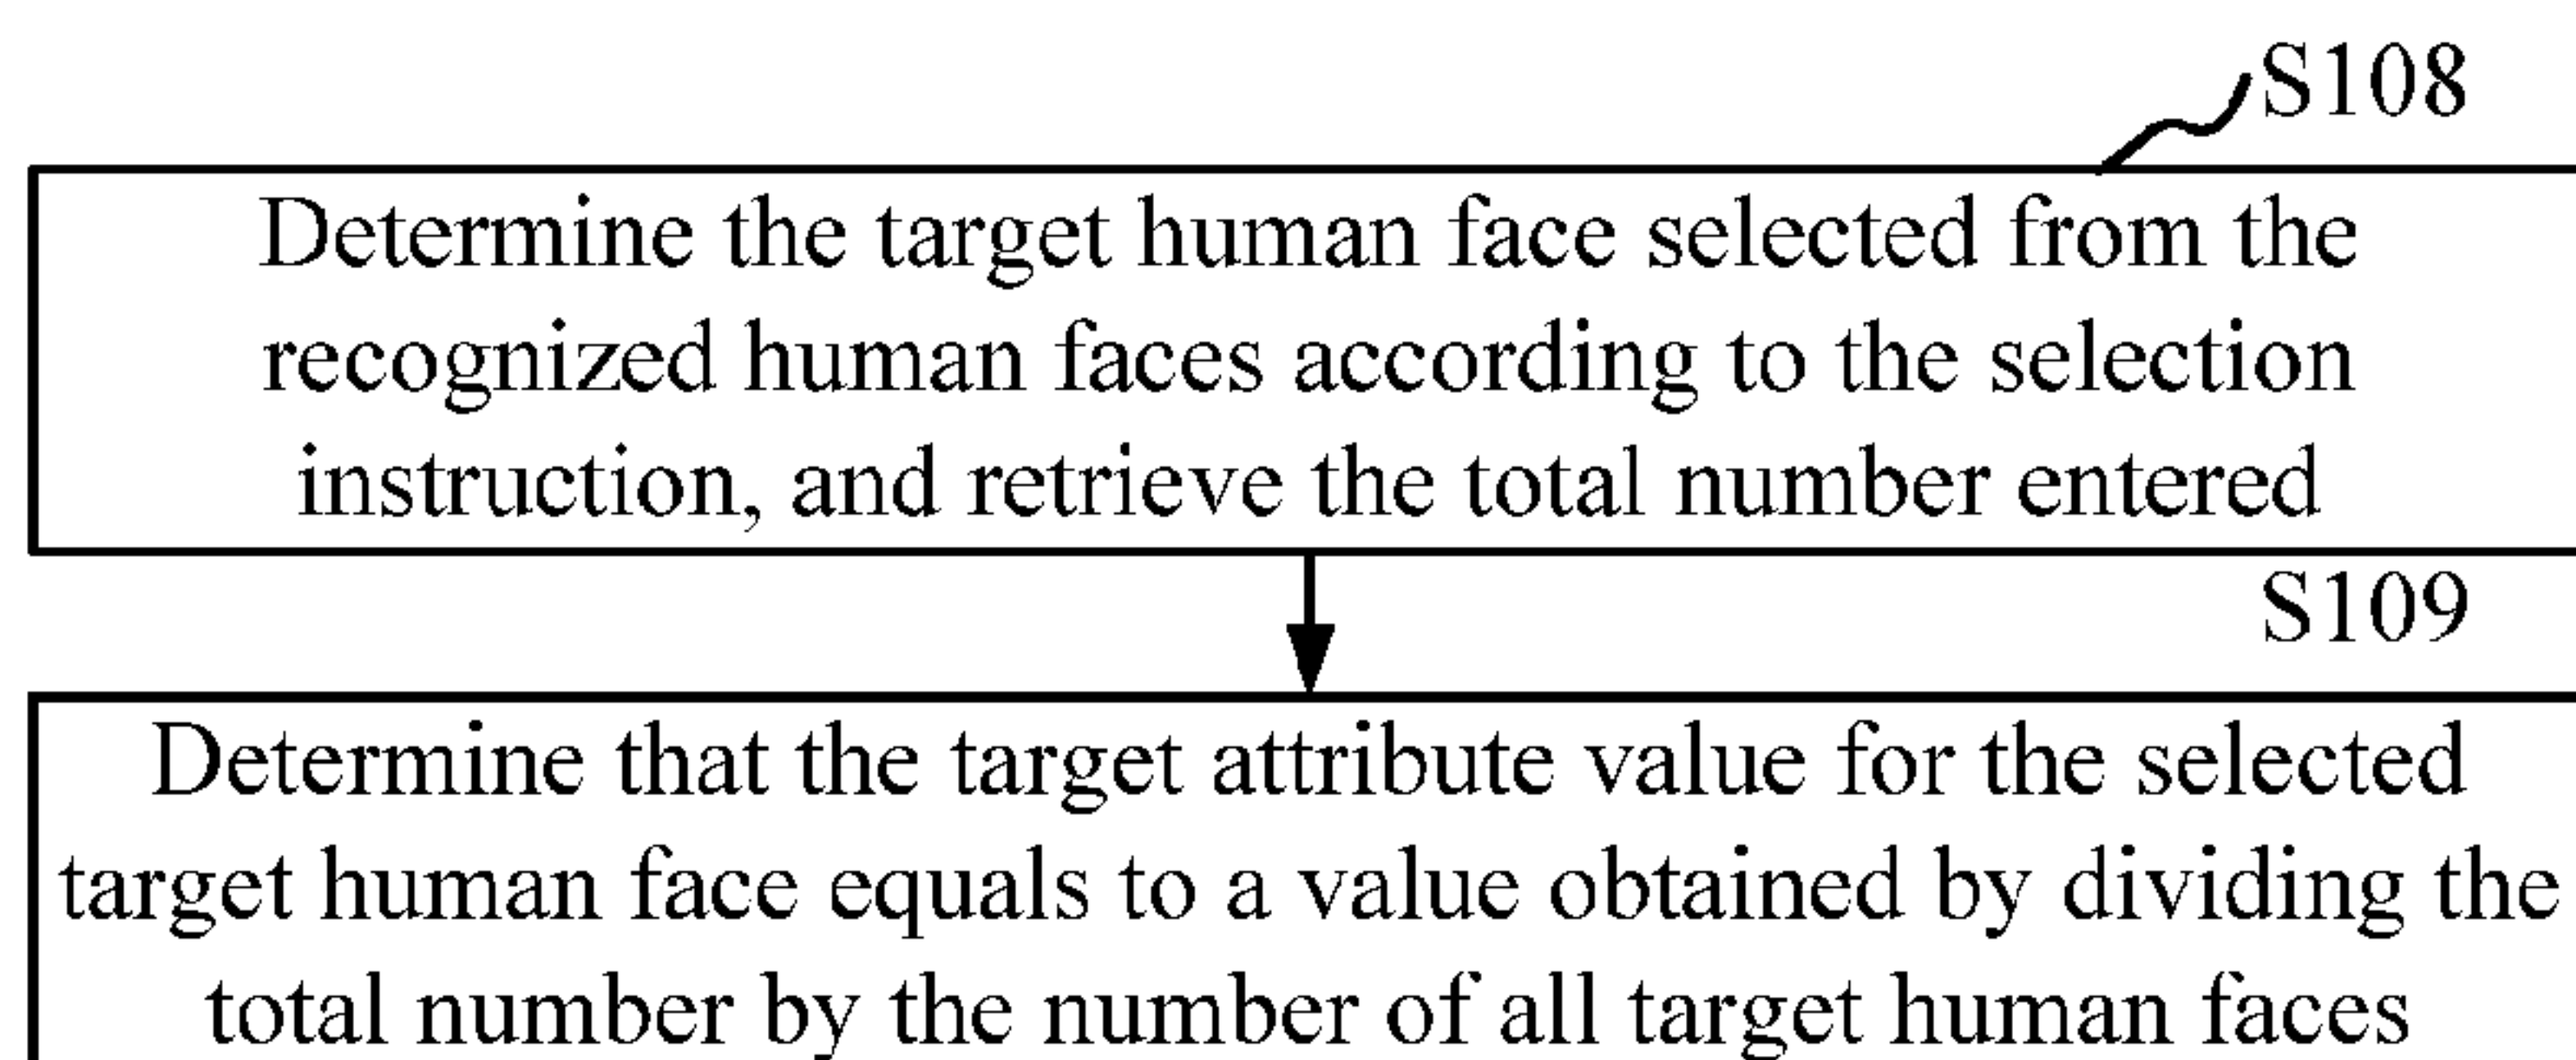 S108
Determine the target human face selected from the
recognized human faces according to the selection
instruction, and retrieve the total number entered
S109
Determine that the target attribute value for the selected
target human face equals to a value obtained by dividing the
total number by the number of all target human faces